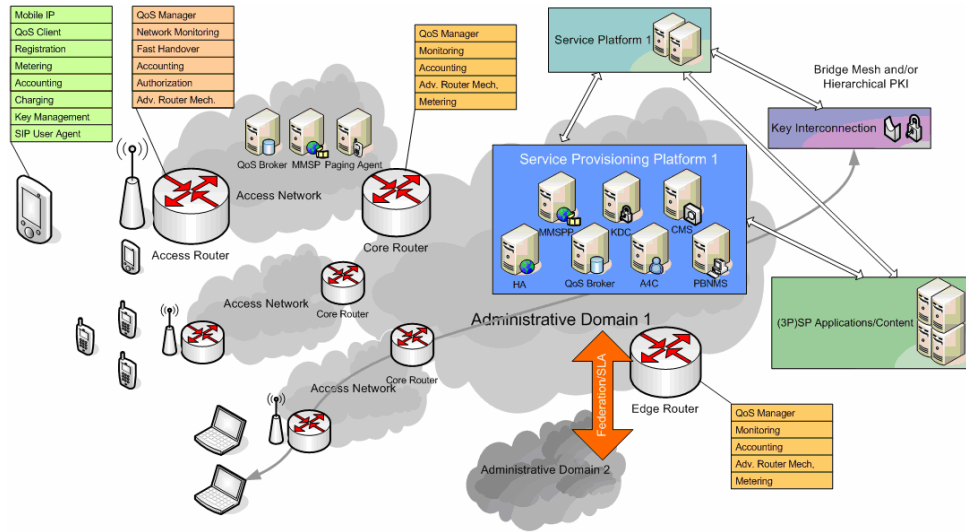 Mobile IP
QoS Client
Registration
Metering
Accounting
Charging
Key Management
SIP User Agent
QoS Manager
Network Monitoring
Fast Handover
Accounting
Authorization
Adv. Router Mech.
QoS Manager
Monitoring
Accounting
Adv. Router Mech,
Metering
Service Platform 1
Bridge Mesh and/or
Hierarchical PKI
Key Interconnection
QoS Broker
MMSP
Paging Agent
Access Network
Access Router
Core Router
Service Provisioning Platform 1
MMSPP
KDC
CMS
HA
QoS Broker
A4C
PBNMS
Access Network
Core Router
Administrative Domain 1
(3P)SP Applications/Content
Core Router
Access Network
Federation/SLA
Edge Router
QoS Manager
Monitoring
Accounting
Adv. Router Mech,
Metering
Administrative Domain 2